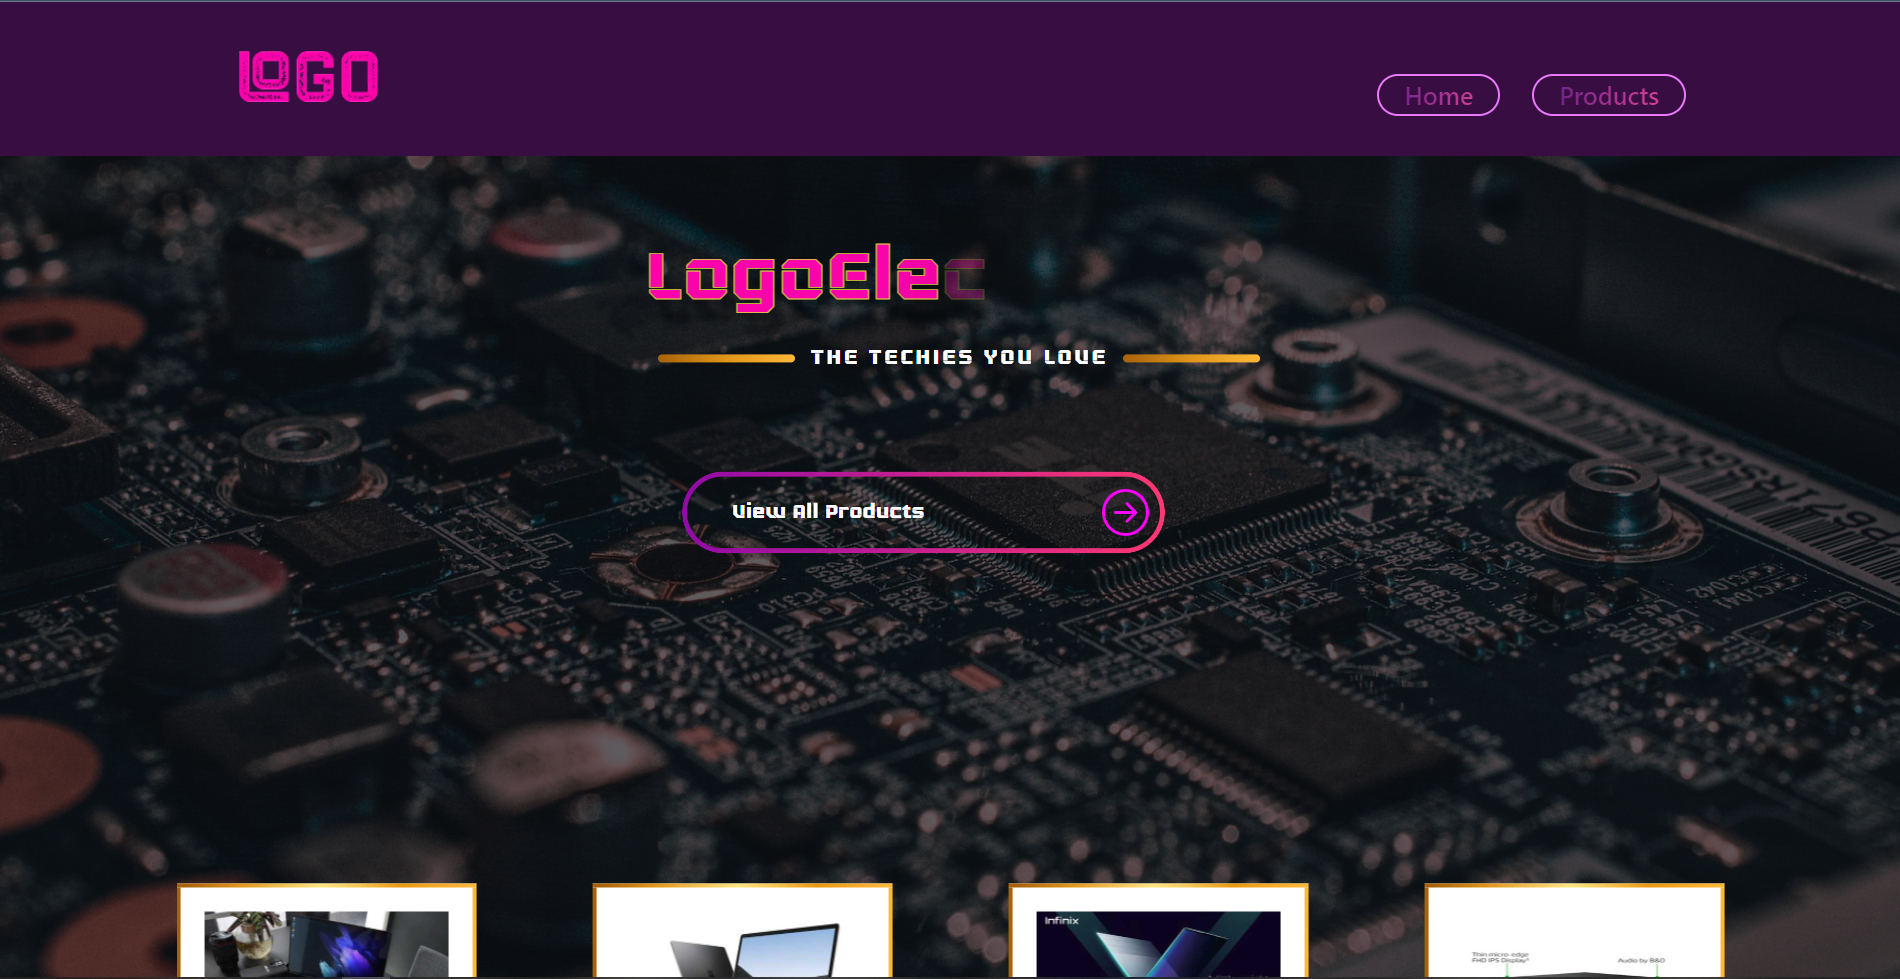 LOGO
Home
Products
LogoElec
THE TECHIES YOU LOVE
View All Products
Infinix
Thin micro-edge
FHD IPS Display
Audio by B&O